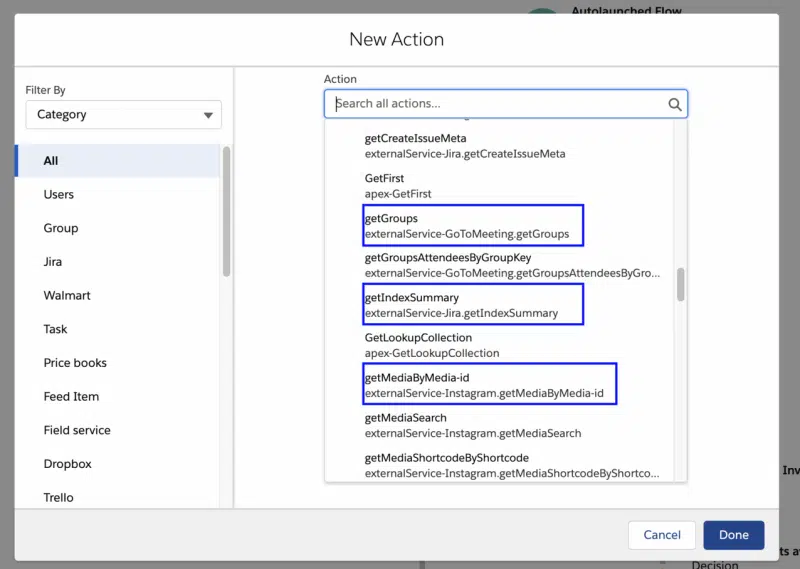 Autolaunched Flow
New Action
Filter By
Category
All
Users
Group
Jira
Walmart
Task
Price books
Feed Item
Field service
Dropbox
Trello
Action
Search all actions...
getCreateIssueMeta
externalService-Jira.getCreateIssueMeta
GetFirst
apex-GetFirst
getGroups
externalService-GoToMeeting.getGroups
getGroupsAttendeesByGroupKey
externalService-GoToMeeting.getGroupsAttendeesByGro...
getIndexSummary
externalService-Jira.getIndexSummary
GetLookupCollection
apex-GetLookupCollection
getMediaByMedia-id
externalService-Instagram.getMediaByMedia-id
getMediaSearch
externalService-Instagram.getMediaSearch
getMediaShortcodeByShortcode
externalService-Instagram.getMediaShortcodeByShortco...
Inv
Cancel
Done
ts a
Decision